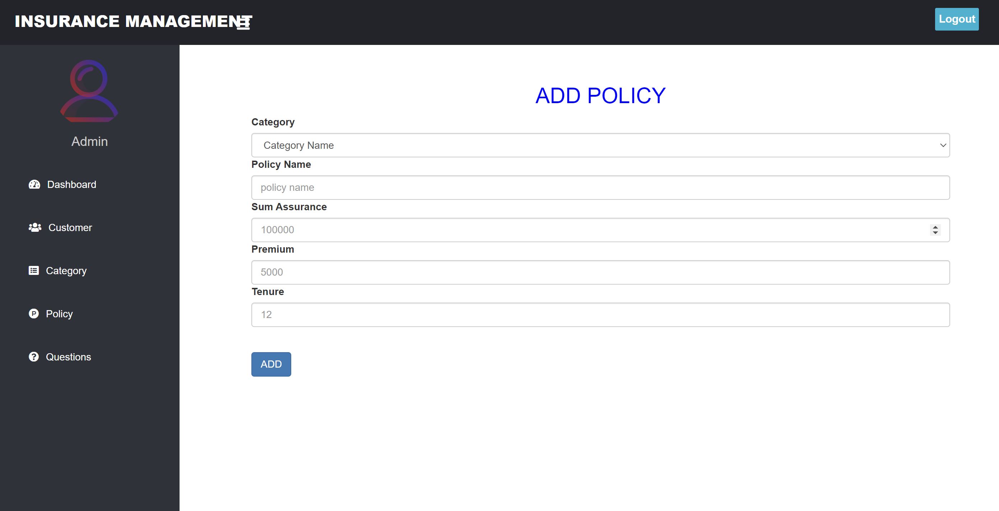 INSURANCE MANAGEMENT
Logout
Admin
Dashboard
Customer
Category
Policy
Questions
ADD POLICY
Category
Category Name
Policy Name
policy name
Sum Assurance
100000
Premium
5000
Tenure
12
ADD